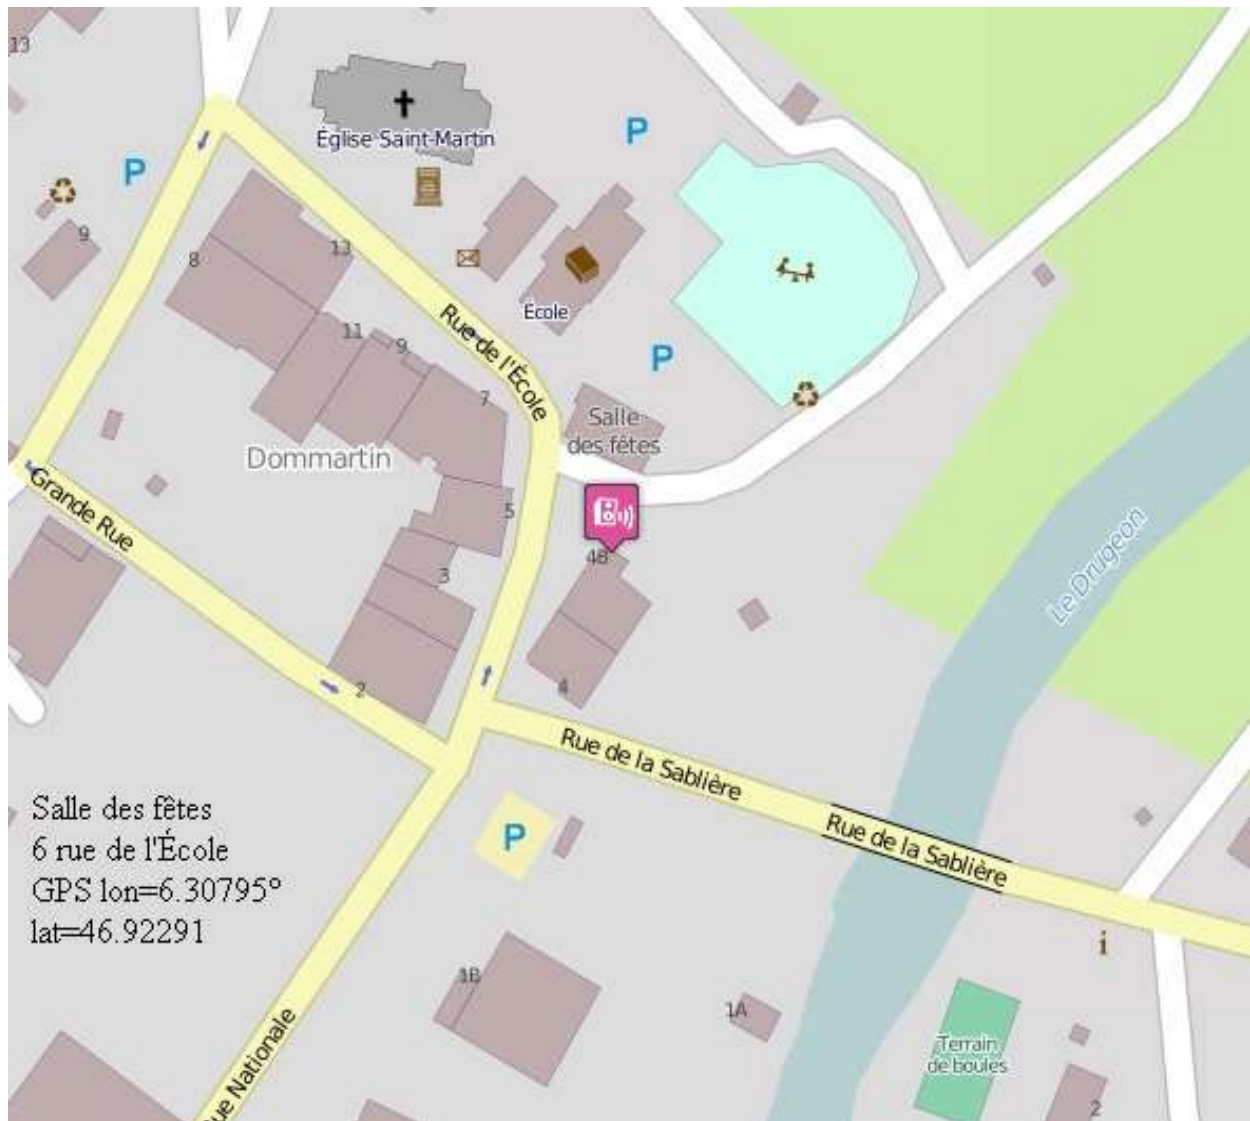 13
Église Saint-Martin
P
P
9
8
13
École
Rue de l'École
11
9
P
7
Salle
des fêtes
Dommartin
Grande Rue
5
4B
3
Le Drugeon
2
4
Rue de la Sablière
Rue de la Sablière
Salle des fêtes
6 rue de l'École
GPS lon=6.30795°
lat=46.92291
P
i
1B
1A
Rue Nationale
Terrain
de boules
2